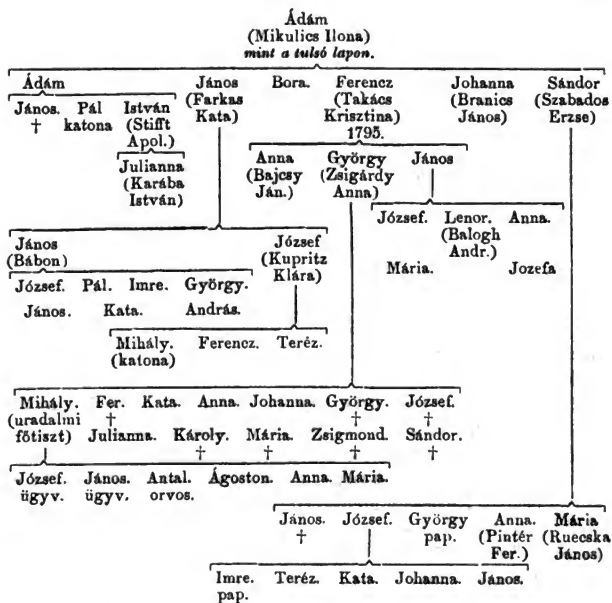 Ádám
(Mikulics Ilona)
mint a tulsó lapon.
Ádám János Bora. Ferencz Johanna Sándor
(Farkas Kata) (Takács Krisztina) 1795. (Branics János) (Szabados Erzse)
János. † Pál katona István (Stifft Apol.)
Julianna (Karába István)
Anna (Bajcsy Ján.) György (Zsigárdy Anna) János
József. Lenor. (Balogh Andr.) Anna.
Mária. Jozefa
János (Bábon) József (Kupritz Klára)
József. Pál. Imre. György.
János. Kata. András.
Mihály. (katona) Ferencz. Teréz.
Mihály. (uradalmi főtiszt) Fer. † Kata. Anna. Johanna. György. † József. †
Julianna. Károly. † Mária. † Zsigmond. † Sándor. †
József. ügyv. János. ügyv. Antal. orvos. Ágoston. Anna. Mária.
János. † József. György pap. Anna. (Pintér Fer.) Mária (Ruecska János)
Imre. pap. Teréz. Kata. Johanna. János.